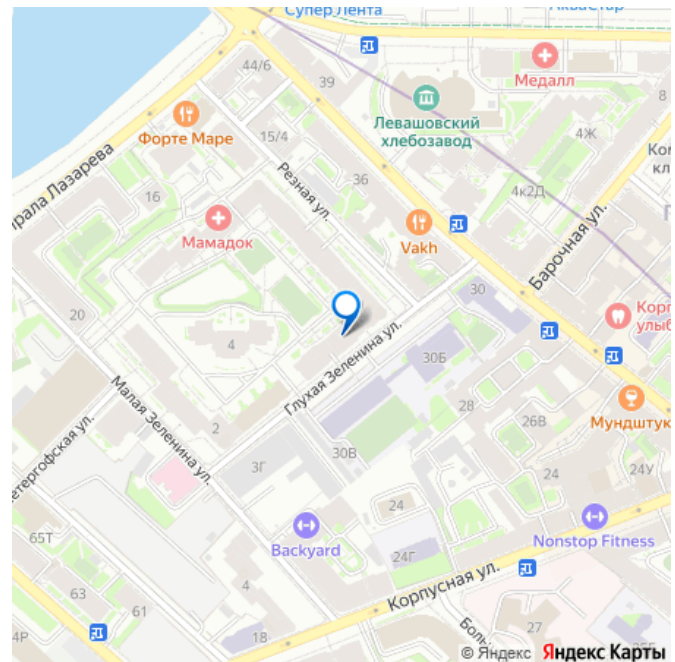 Супер Лента
АкваСтар
44/6
39
Медалл
8
Форте Маре
15/4
Левашовский
хлебозавод
4Ж
Резная ул.
36
4к2Д
рала Лазарева
16
Барочная ул.
Мамадок
Vakh
30
20
4
Глухая Зеленина ул.
30Б
Малая Зеленина ул.
28
26В
Мундштук
2
етергофская ул.
3Г
30В
24
24
24У
Backyard
Nonstop Fitness
65Т
24Г
4
Корпусная ул.
63
61
4Р
18
27
© Яндекс Яндекс Карты